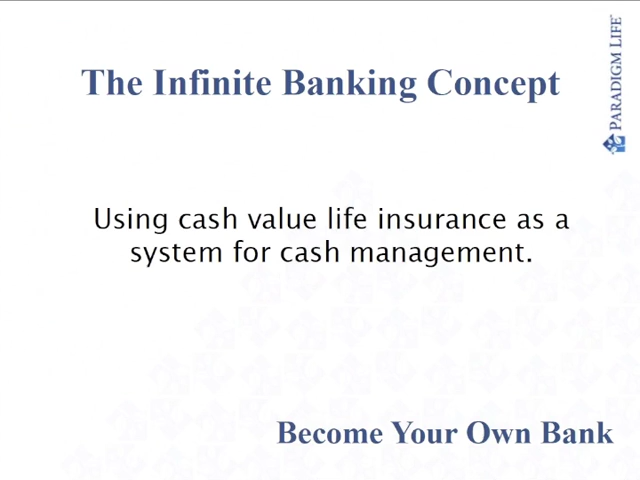 The Infinite Banking Concept
PARADIGM LIFE
Using cash value life insurance as a
system for cash management.
Become Your Own Bank